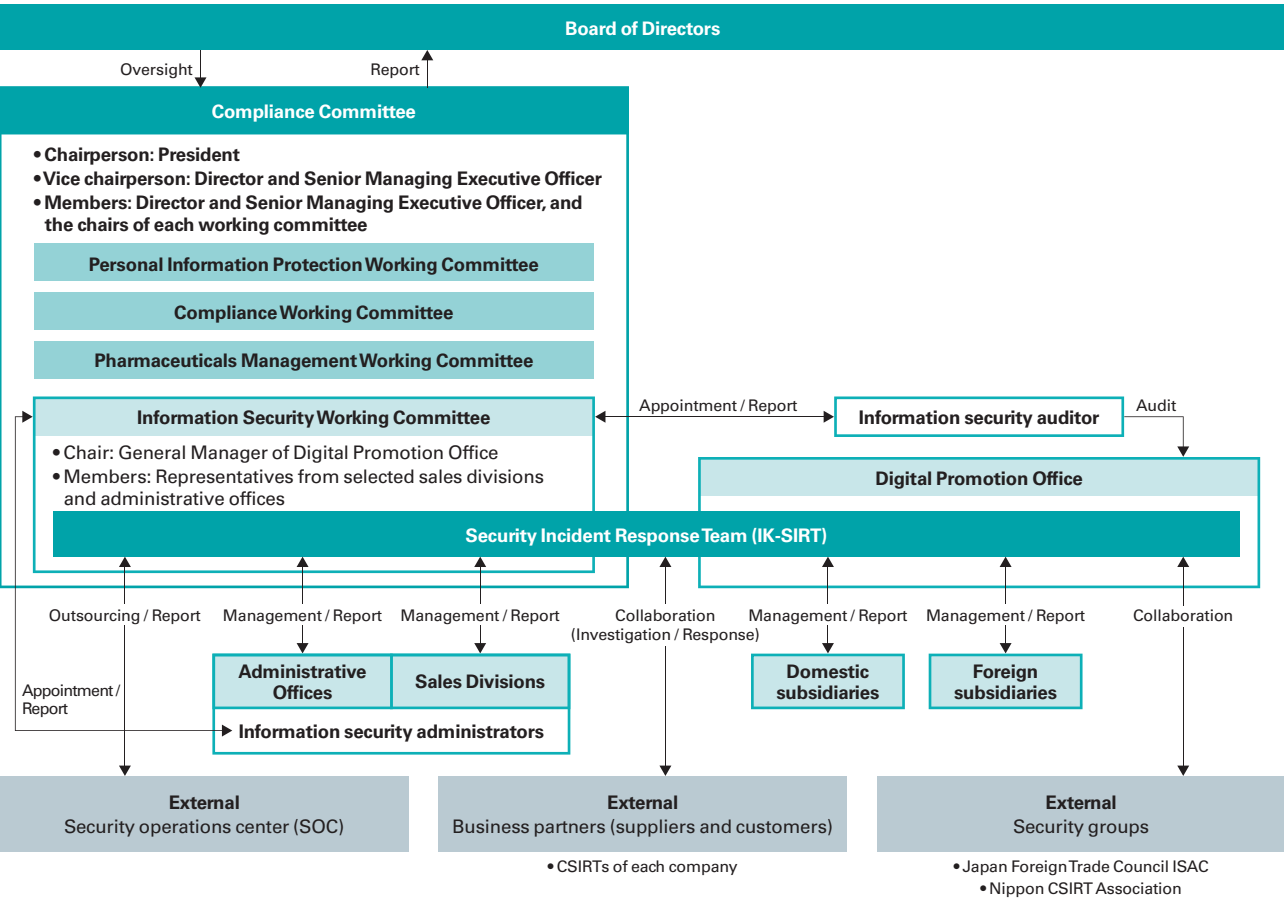 Board of Directors
Oversight
Report
Compliance Committee
• Chairperson: President
• Vice chairperson: Director and Senior Managing Executive Officer
• Members: Director and Senior Managing Executive Officer, and
the chairs of each working committee
Personal Information Protection Working Committee
Compliance Working Committee
Pharmaceuticals Management Working Committee
Information Security Working Committee
• Chair: General Manager of Digital Promotion Office
• Members: Representatives from selected sales divisions
and administrative offices
Appointment / Report
Information security auditor
Audit
Digital Promotion Office
Security Incident Response Team (IK-SIRT)
Outsourcing / Report
Management / Report
Management / Report
Collaboration
(Investigation / Response)
Management / Report
Management / Report
Collaboration
Appointment /
Report
Administrative
Offices
Sales Divisions
Information security administrators
Domestic
subsidiaries
Foreign
subsidiaries
External
Security operations center (SOC)
External
Business partners (suppliers and customers)
• CSIRTs of each company
External
Security groups
• Japan Foreign Trade Council ISAC
• Nippon CSIRT Association